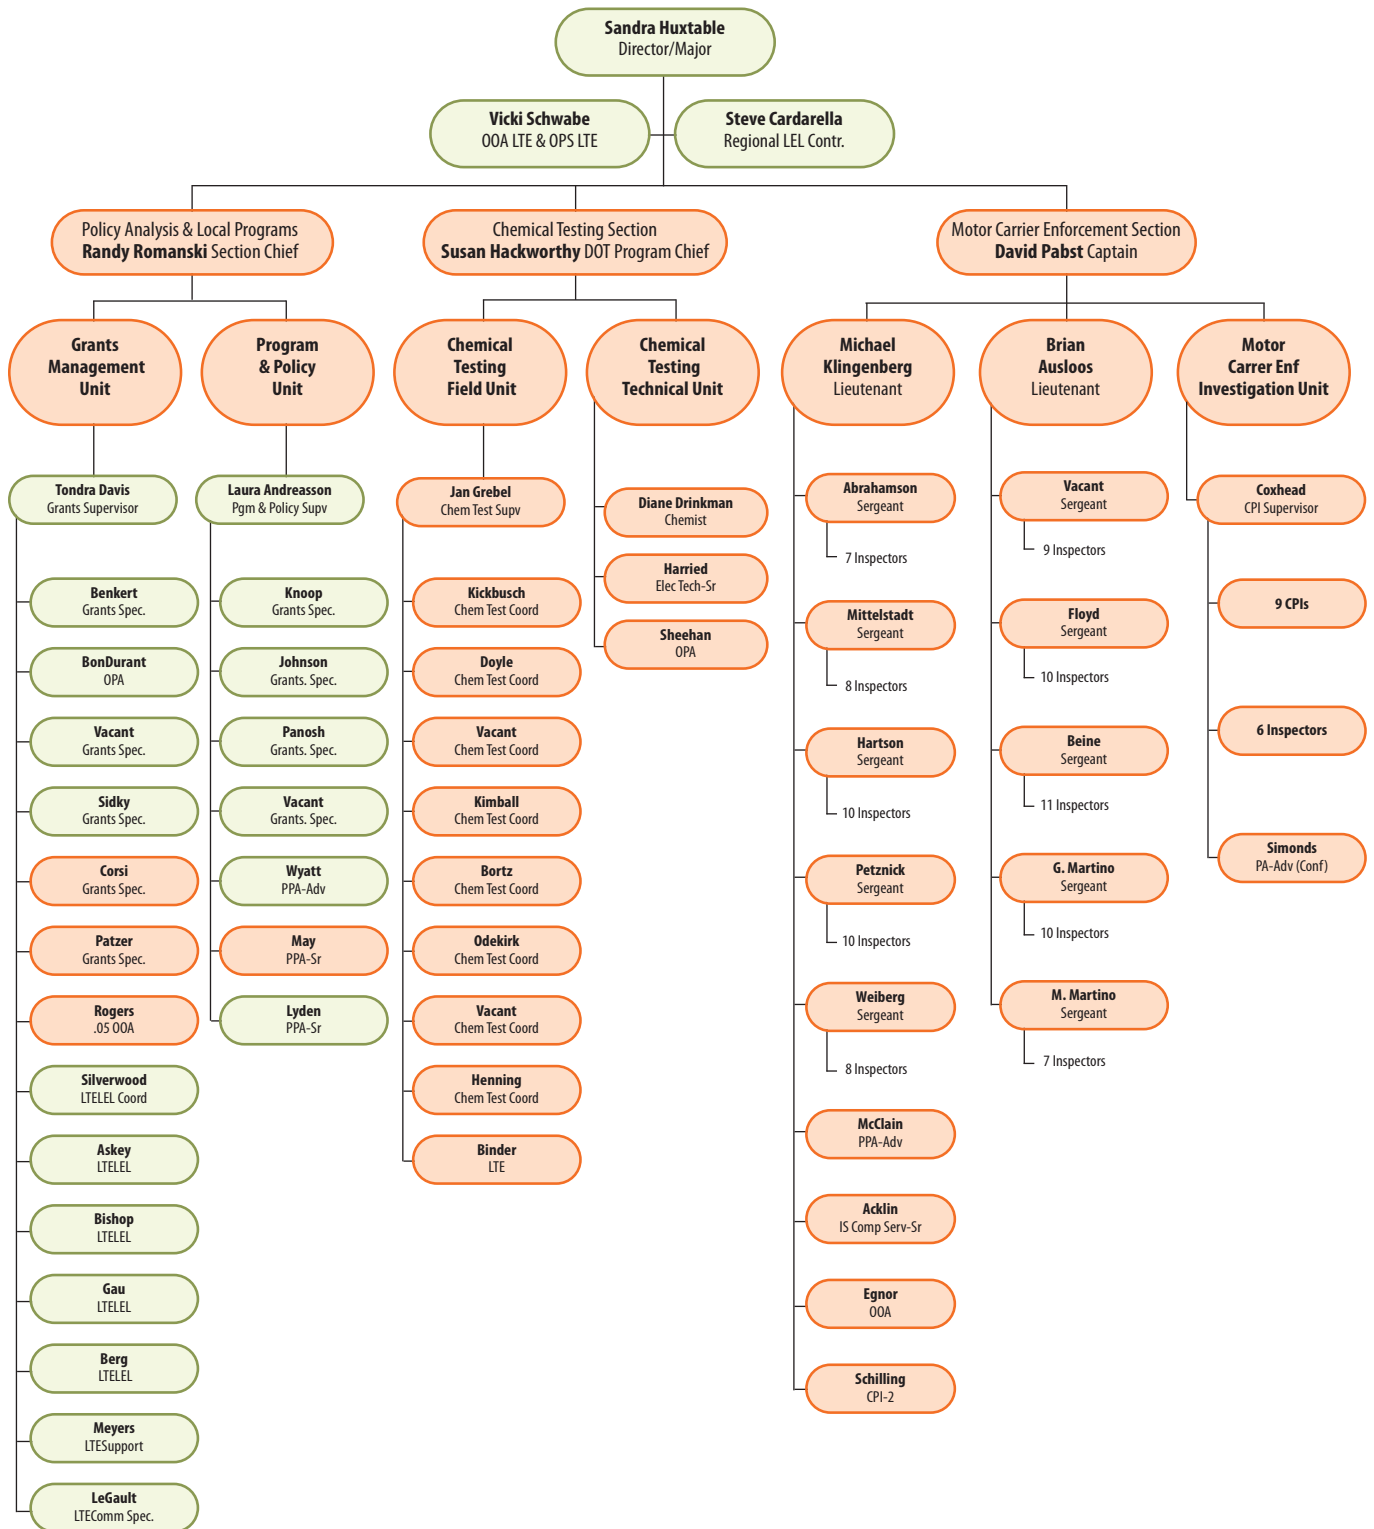 Sandra Huxtable
Director/Major
Vicki Schwabe
OOA LTE & OPS LTE
Steve Cardarella
Regional LEL Contr.
Policy Analysis & Local Programs
Randy Romanski Section Chief
Chemical Testing Section
Susan Hackworthy DOT Program Chief
Motor Carrier Enforcement Section
David Pabst Captain
Grants
Management
Unit
Program
& Policy
Unit
Chemical
Testing
Field Unit
Chemical
Testing
Technical Unit
Michael
Klingenberg
Lieutenant
Brian
Ausloos
Lieutenant
Motor
Carrer Enf
Investigation Unit
Tondra Davis
Grants Supervisor
Benkert
Grants Spec.
BonDurant
OPA
Vacant
Grants Spec.
Sidky
Grants Spec.
Corsi
Grants Spec.
Patzer
Grants Spec.
Rogers
.05 OOA
Silverwood
LTELEL Coord
Askey
LTELEL
Bishop
LTELEL
Gau
LTELEL
Berg
LTELEL
Meyers
LTESupport
LeGault
LTEComm Spec.
Laura Andreasson
Pgm & Policy Supv
Knoop
Grants Spec.
Johnson
Grants. Spec.
Panosh
Grants. Spec.
Vacant
Grants. Spec.
Wyatt
PPA-Adv
May
PPA-Sr
Lyden
PPA-Sr
Jan Grebel
Chem Test Supv
Kickbusch
Chem Test Coord
Doyle
Chem Test Coord
Vacant
Chem Test Coord
Kimball
Chem Test Coord
Bortz
Chem Test Coord
Odekirk
Chem Test Coord
Vacant
Chem Test Coord
Henning
Chem Test Coord
Binder
LTE
Diane Drinkman
Chemist
Harried
Elec Tech-Sr
Sheehan
OPA
Abrahamson
Sergeant
7 Inspectors
Mittelstadt
Sergeant
8 Inspectors
Hartson
Sergeant
10 Inspectors
Petznick
Sergeant
10 Inspectors
Weiberg
Sergeant
8 Inspectors
McClain
PPA-Adv
Acklin
IS Comp Serv-Sr
Egnor
OOA
Schilling
CPI-2
Vacant
Sergeant
9 Inspectors
Floyd
Sergeant
10 Inspectors
Beine
Sergeant
11 Inspectors
G. Martino
Sergeant
10 Inspectors
M. Martino
Sergeant
7 Inspectors
Coxhead
CPI Supervisor
9 CPIs
6 Inspectors
Simonds
PA-Adv (Conf)